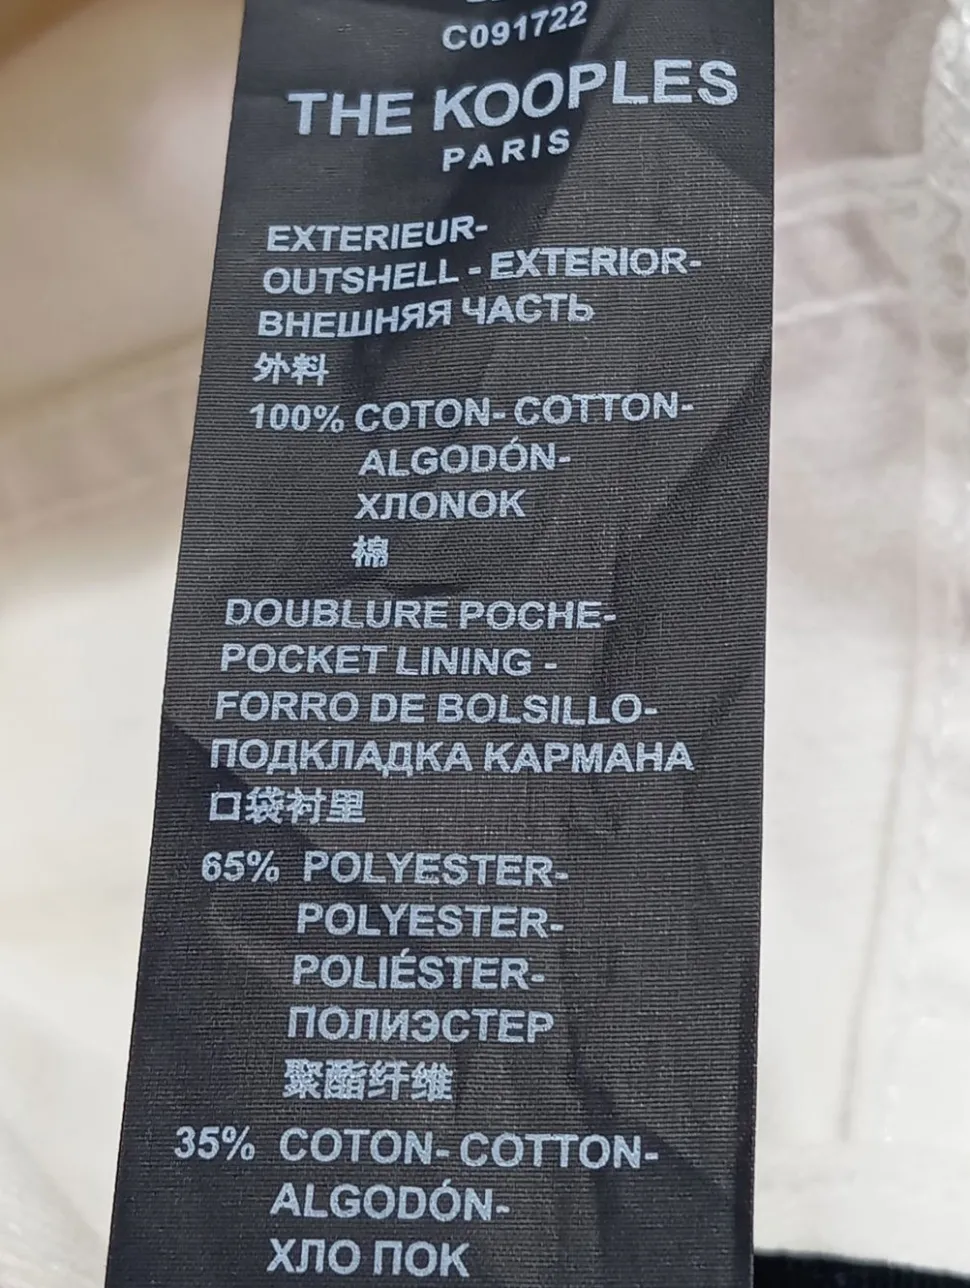 C091722
THE KOOPLES
PARIS
EXTERIEUR-
OUTSHELL - EXTERIOR-
ВНЕШНЯЯ ЧАСТЬ
外料
100% COTON- COTTON-
ALGODÓN-
ХЛОNОК
棉
DOUBLURE POCHE-
POCKET LINING -
FORRO DE BOLSILLO-
ПОДКЛАДКА КАРМАНА
口袋衬里
65% POLYESTER-
POLYESTER-
POLIÉSTER-
ПОЛИЭСТЕР
聚酯纤维
35% COTON- COTTON-
ALGODÓN-
ХЛО ПОК